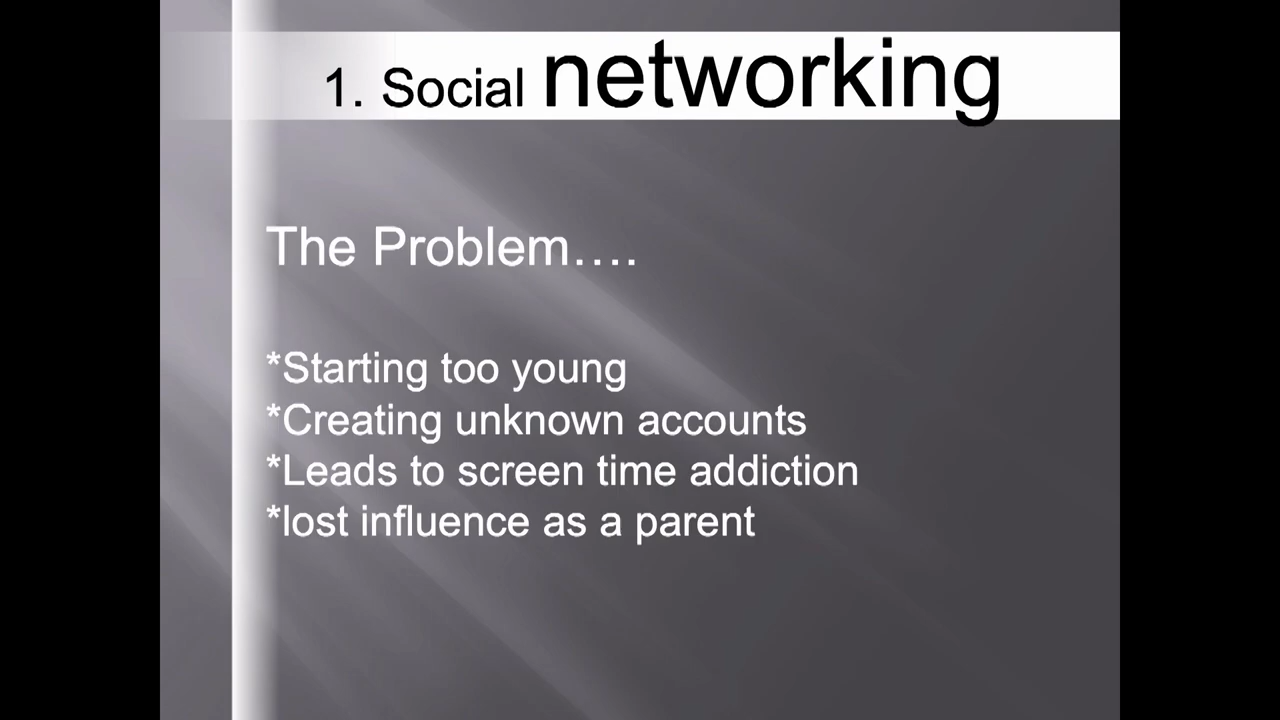 1. Social networking
The Problem....
*Starting too young
*Creating unknown accounts
*Leads to screen time addiction
*lost influence as a parent